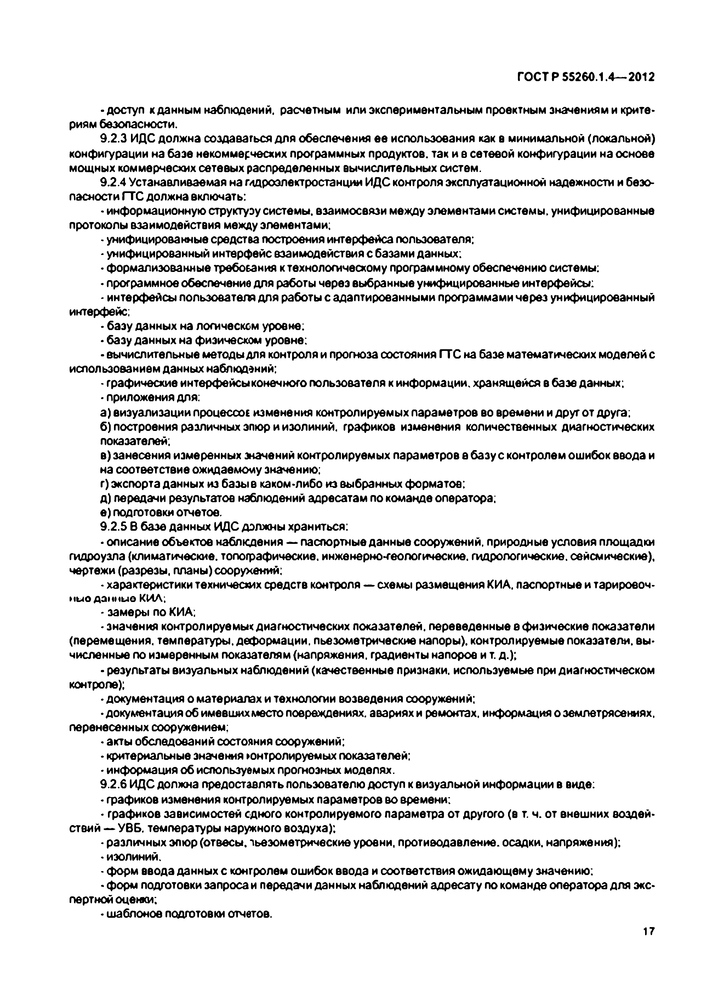 ГОСТ Р 55260.1.4—2012
- доступ к данным наблюдений, расчетным или экспериментальным проектным значениям и крите-
риям безопасности.
9.2.3 ИДС должна создаваться для обеспечения ее использования как в минимальной (локальной)
конфигурации на базе некоммерческих программных продуктов, так и в сетевой конфигурации на основе
мощных коммерческих сетевых распределенных вычислительных систем.
9.2.4 Устанавливаемая на гидроэлектростанции ИДС контроля эксплуатационной надежности и безо-
пасности ГТС должна включать:
- информационную структуру системы, взаимосвязи между элементами системы, унифицированные
протоколы взаимодействия между элементами;
- унифицированные средства построения интерфейса пользователя;
- унифицированный интерфейс взаимодействия с базами данных;
- формализованные требования к технологическому программному обеспечению системы;
- программное обеспечение для работы через выбранные унифицированные интерфейсы;
- интерфейсы пользователя для работы с адаптированными программами через унифицированный
интерфейс;
- базу данных на логическом уровне;
- базу данных на физическом уровне;
- вычислительные методы для контроля и прогноза состояния ГТС на базе математических моделей с
использованием данных наблюдений;
- графические интерфейсы конечного пользователя к информации, хранящейся в базе данных;
- приложения для:
а) визуализации процессов изменения контролируемых параметров во времени и друг от друга;
б) построения различных эпюр и изолиний, графиков изменения количественных диагностических
показателей;
в) занесения измеренных значений контролируемых параметров в базу с контролем ошибок ввода и
на соответствие ожидаемому значению;
г) экспорта данных из базы в каком-либо из выбранных форматов;
д) передачи результатов наблюдений адресатам по команде оператора;
е) подготовки отчетов.
9.2.5 В базе данных ИДС должны храниться:
- описание объектов наблюдения — паспортные данные сооружений, природные условия площадки
гидроузла (климатические, топографические, инженерно-геологические, гидрологические, сейсмические),
чертежи (разрезы, планы) сооружений;
- характеристики технических средств контроля — схемы размещения КИА, паспортные и тарировоч-
ные данные КИА;
- замеры по КИА;
- значения контролируемых диагностических показателей, переведенные в физические показатели
(перемещения, температуры, деформации, пьезометрические напоры), контролируемые показатели, вы-
численные по измеренным показателям (напряжения, градиенты напоров и т. д.);
- результаты визуальных наблюдений (качественные признаки, используемые при диагностическом
контроле);
- документация о материалах и технологии возведения сооружений;
- документация об имевших место повреждениях, авариях и ремонтах, информация о землетрясениях,
перенесенных сооружением;
- акты обследований состояния сооружений;
- критериальные значения контролируемых показателей;
- информация об используемых прогнозных моделях.
9.2.6 ИДС должна предоставлять пользователю доступ к визуальной информации в виде:
- графиков изменения контролируемых параметров во времени;
- графиков зависимостей одного контролируемого параметра от другого (в т. ч. от внешних воздей-
ствий — УВБ, температуры наружного воздуха);
- различных эпюр (отвесы, пьезометрические уровни, противодавление, осадки, напряжения);
- изолиний,
- форм ввода данных с контролем ошибок ввода и соответствия ожидающему значению;
- форм подготовки запроса и передачи данных наблюдений адресату по команде оператора для экс-
пертной оценки;
- шаблонов подготовки отчетов.
17